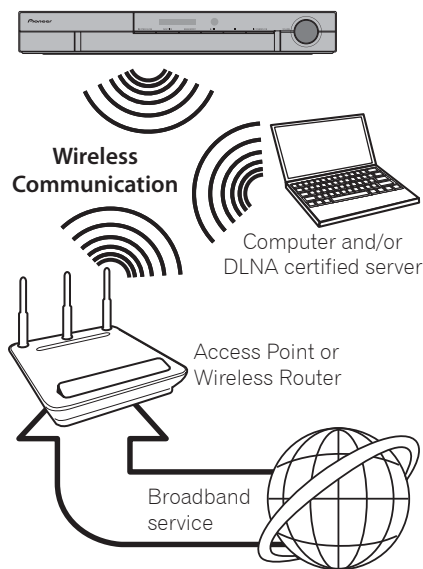 Pioneer
Wireless
Communication
Computer and/or
DLNA certified server
Access Point or
Wireless Router
Broadband
service